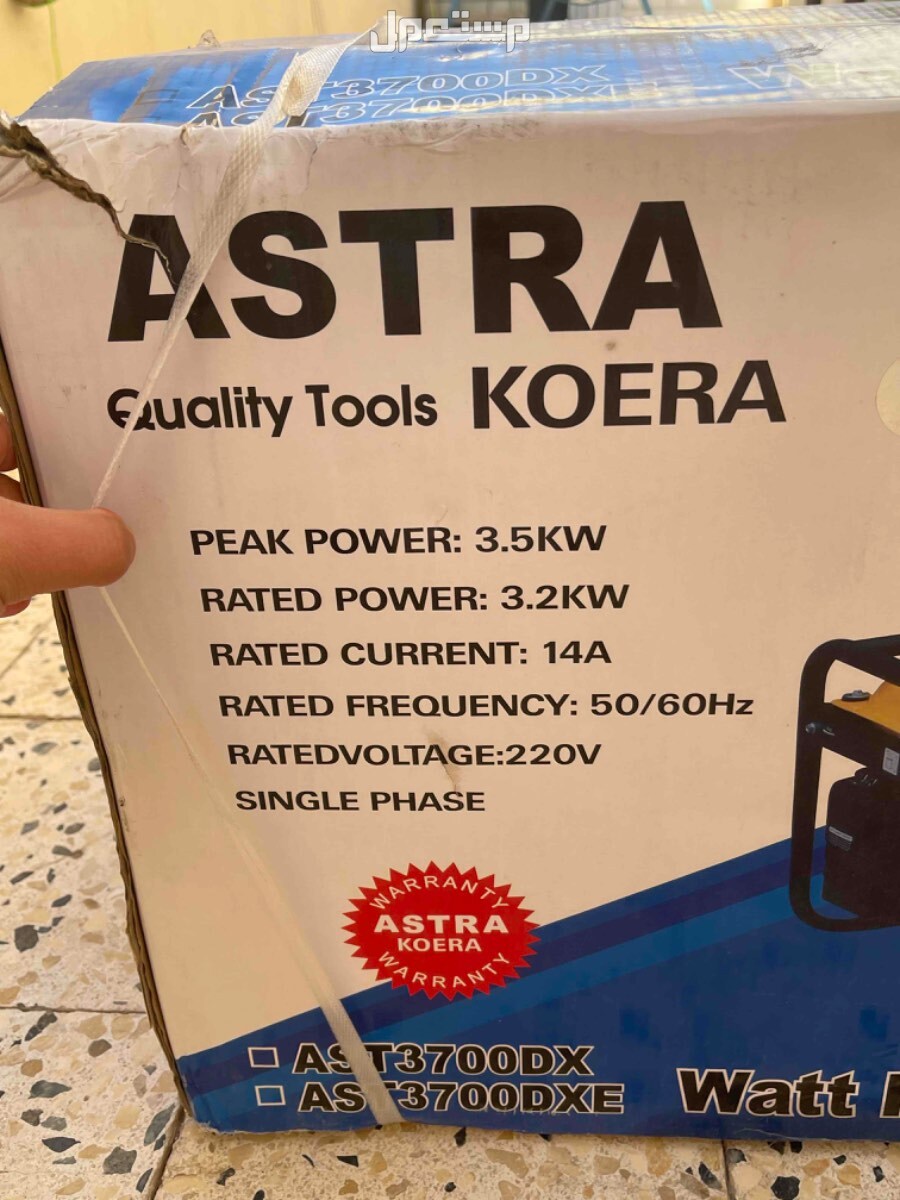 مستعمل
AST3700DX
AST3700DXE
ASTRA
Quality Tools KOERA
PEAK POWER: 3.5KW
RATED POWER: 3.2KW
RATED CURRENT: 14A
RATED FREQUENCY: 50/60Hz
RATEDVOLTAGE:220V
SINGLE PHASE
WARRANTY
ASTRA
KOERA
WARRANTY
AST3700DX
AST3700DXE
Watt